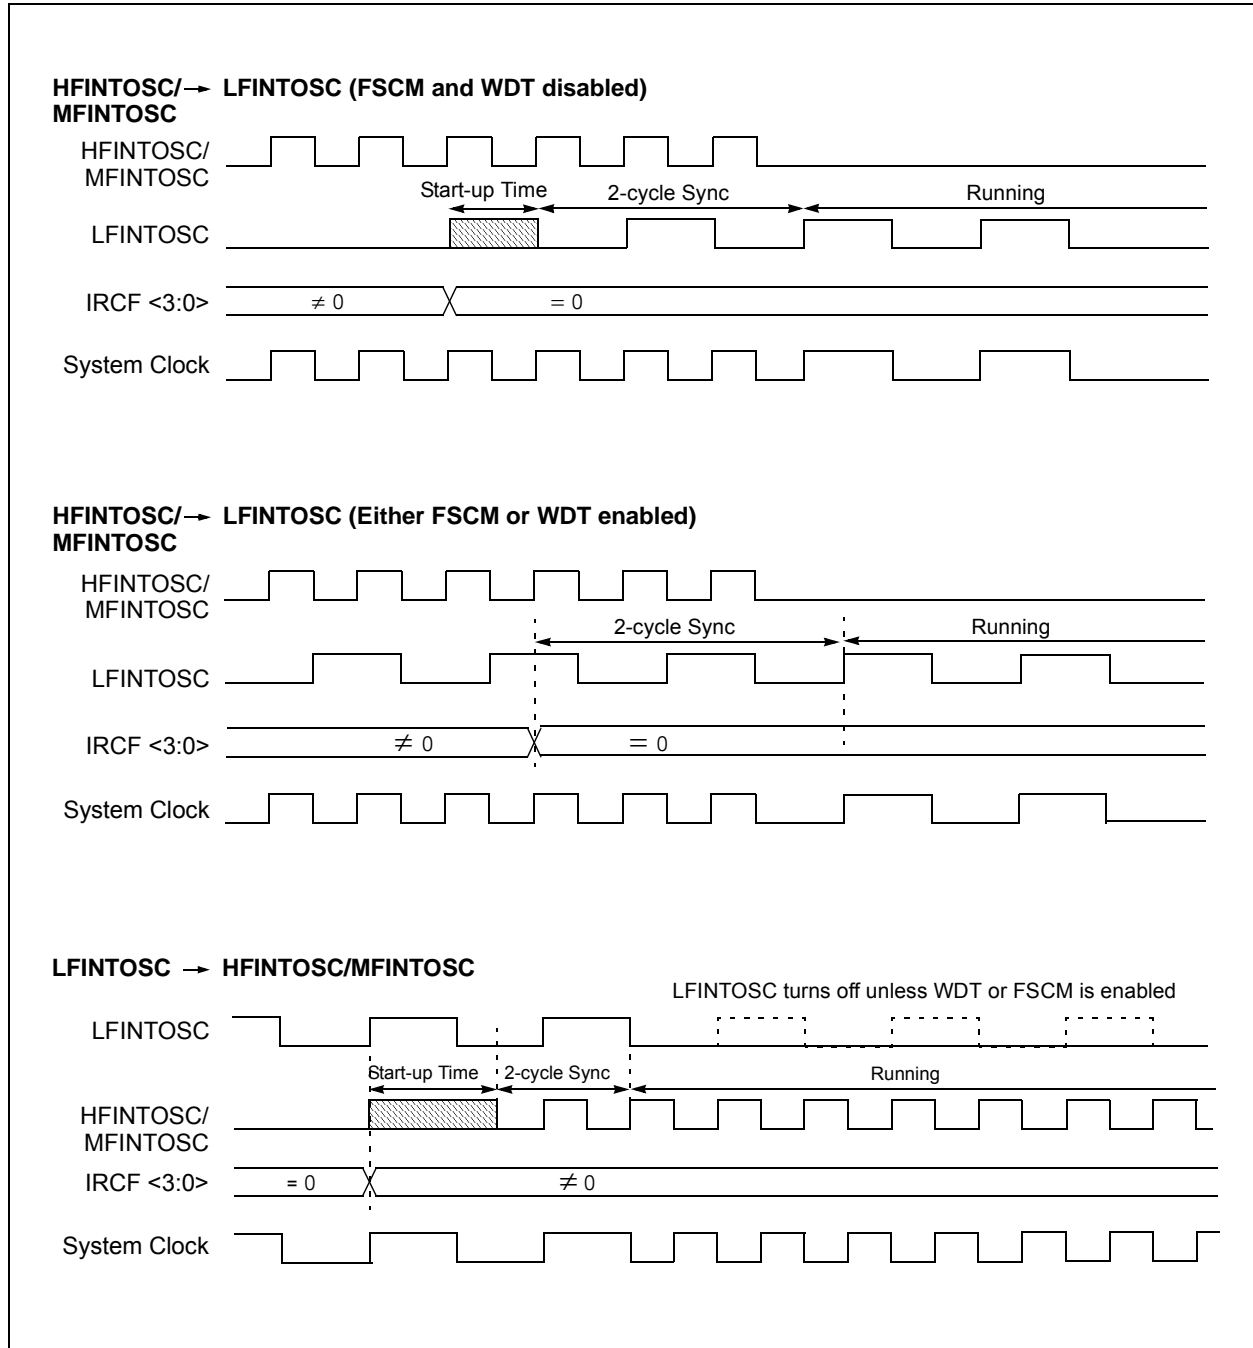 HFINTOSC/→ LFINTOSC (FSCM and WDT disabled)
MFINTOSC
HFINTOSC/
MFINTOSC
Start-up Time 2-cycle Sync Running
LFINTOSC
IRCF <3:0> ≠ 0 = 0
System Clock
HFINTOSC/→ LFINTOSC (Either FSCM or WDT enabled)
MFINTOSC
HFINTOSC/
MFINTOSC
2-cycle Sync Running
LFINTOSC
IRCF <3:0> ≠ 0 = 0
System Clock
LFINTOSC → HFINTOSC/MFINTOSC
LFINTOSC turns off unless WDT or FSCM is enabled
LFINTOSC
Start-up Time 2-cycle Sync Running
HFINTOSC/
MFINTOSC
IRCF <3:0> = 0 ≠ 0
System Clock